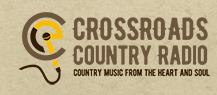 CROSSROADS
COUNTRY RADIO
COUNTRY MUSIC FROM THE HEART AND SOUL